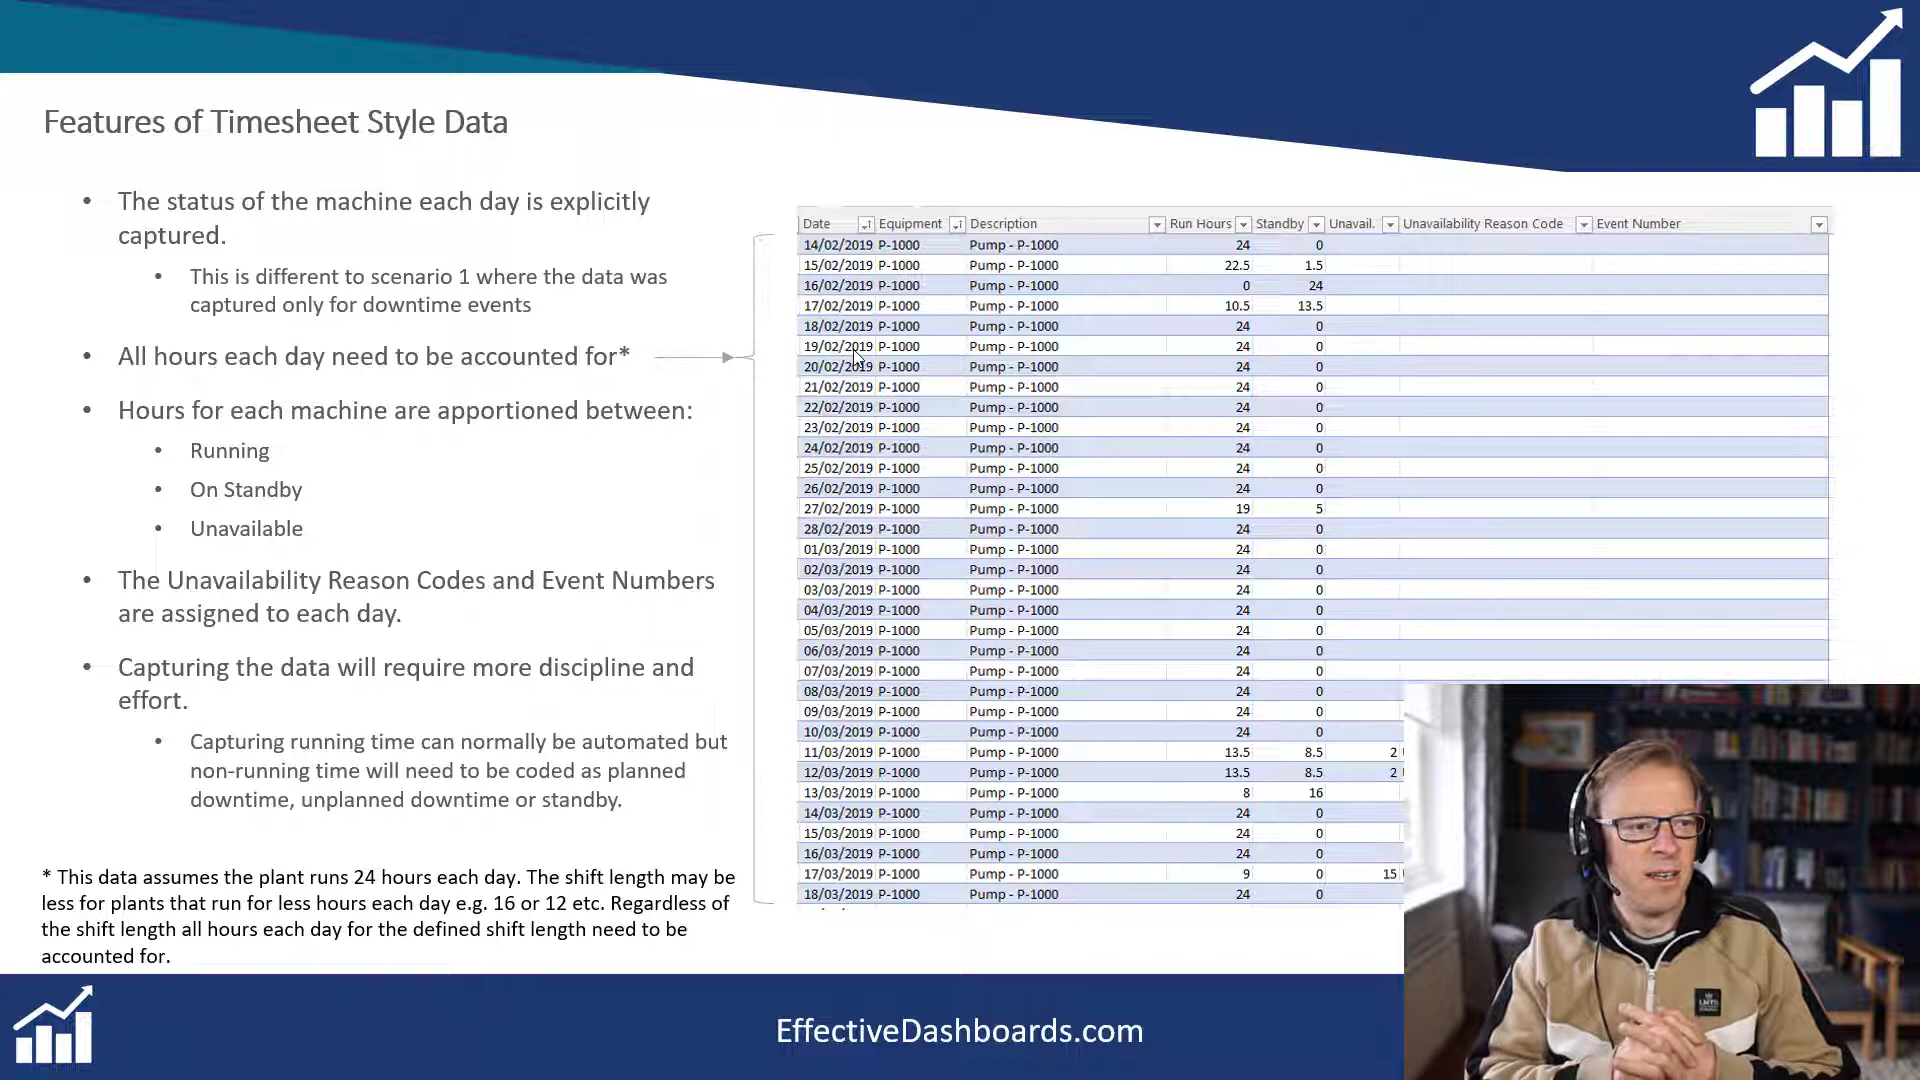 Features of Timesheet Style Data
• The status of the machine each day is explicitly
captured.
• This is different to scenario 1 where the data was
captured only for downtime events
• All hours each day need to be accounted for*
• Hours for each machine are apportioned between:
• Running
• On Standby
• Unavailable
• The Unavailability Reason Codes and Event Numbers
are assigned to each day.
• Capturing the data will require more discipline and
effort.
• Capturing running time can normally be automated but
non-running time will need to be coded as planned
downtime, unplanned downtime or standby.
* This data assumes the plant runs 24 hours each day. The shift length may be
less for plants that run for less hours each day e.g. 16 or 12 etc. Regardless of
the shift length all hours each day for the defined shift length need to be
accounted for.
Date Equipment Description Run Hours Standby Unavail. Unavailability Reason Code Event Number
14/02/2019 P-1000 Pump - P-1000 24 0
15/02/2019 P-1000 Pump - P-1000 22.5 1.5
16/02/2019 P-1000 Pump - P-1000 0 24
17/02/2019 P-1000 Pump - P-1000 10.5 13.5
18/02/2019 P-1000 Pump - P-1000 24 0
19/02/2019 P-1000 Pump - P-1000 24 0
20/02/2019 P-1000 Pump - P-1000 24 0
21/02/2019 P-1000 Pump - P-1000 24 0
22/02/2019 P-1000 Pump - P-1000 24 0
23/02/2019 P-1000 Pump - P-1000 24 0
24/02/2019 P-1000 Pump - P-1000 24 0
25/02/2019 P-1000 Pump - P-1000 24 0
26/02/2019 P-1000 Pump - P-1000 24 0
27/02/2019 P-1000 Pump - P-1000 19 5
28/02/2019 P-1000 Pump - P-1000 24 0
01/03/2019 P-1000 Pump - P-1000 24 0
02/03/2019 P-1000 Pump - P-1000 24 0
03/03/2019 P-1000 Pump - P-1000 24 0
04/03/2019 P-1000 Pump - P-1000 24 0
05/03/2019 P-1000 Pump - P-1000 24 0
06/03/2019 P-1000 Pump - P-1000 24 0
07/03/2019 P-1000 Pump - P-1000 24 0
08/03/2019 P-1000 Pump - P-1000 24 0
09/03/2019 P-1000 Pump - P-1000 24 0
10/03/2019 P-1000 Pump - P-1000 24 0
11/03/2019 P-1000 Pump - P-1000 13.5 8.5 2
12/03/2019 P-1000 Pump - P-1000 13.5 8.5 2
13/03/2019 P-1000 Pump - P-1000 8 16
14/03/2019 P-1000 Pump - P-1000 24 0
15/03/2019 P-1000 Pump - P-1000 24 0
16/03/2019 P-1000 Pump - P-1000 24 0
17/03/2019 P-1000 Pump - P-1000 9 0 15
18/03/2019 P-1000 Pump - P-1000 24 0
EffectiveDashboards.com